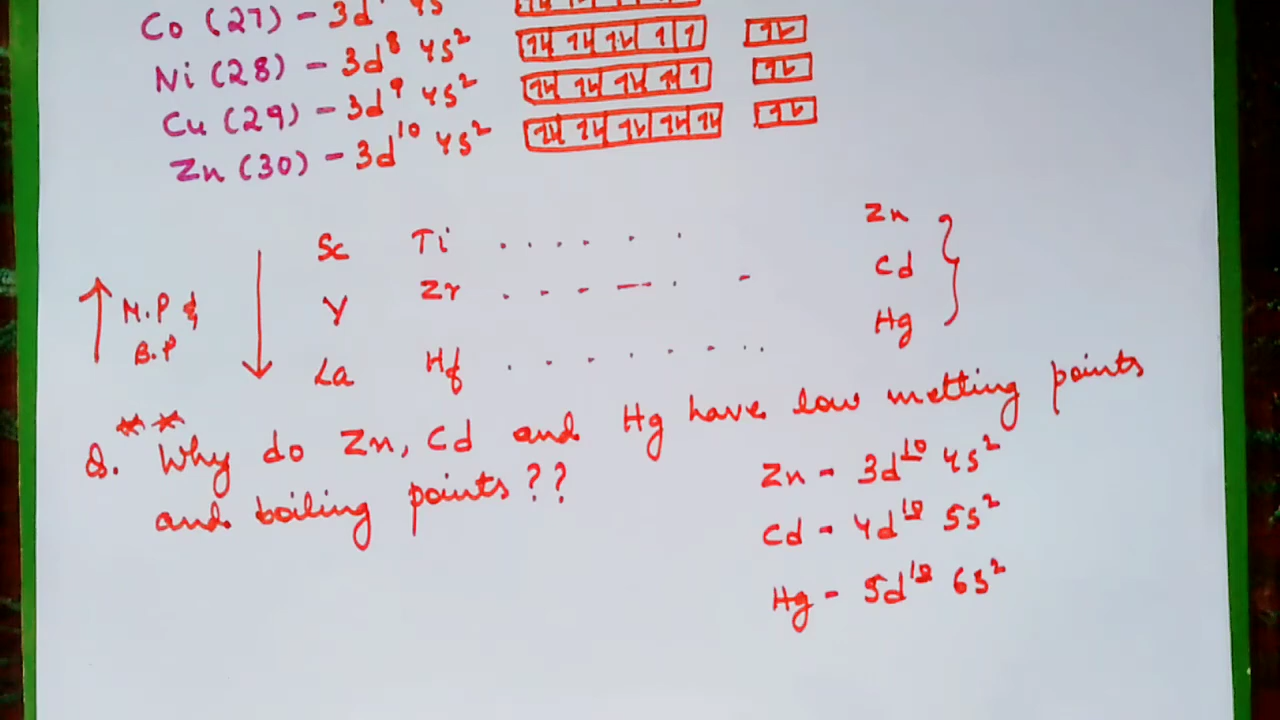 Co (27) - 3d⁷ 4s
Ni (28) - 3d⁸ 4s²
Cu (29) - 3d⁹ 4s²
Zn (30) - 3d¹⁰ 4s²
Sc Ti ..... Zn
M.P & Y Zr ..... Cd
B.P
La Hf ....... Hg
Q. ** Why do Zn, Cd and Hg have low melting points
and boiling points ??
Zn - 3d¹⁰ 4s²
Cd - 4d¹⁰ 5s²
Hg - 5d¹⁰ 6s²